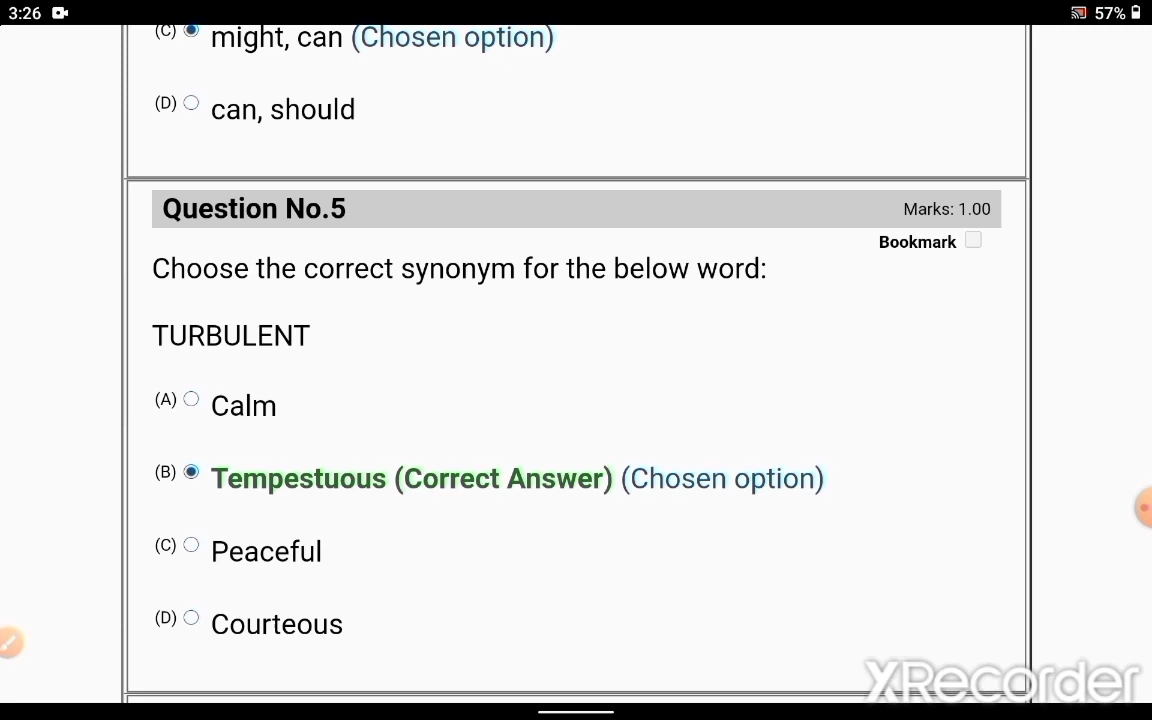 3:26 57%
(C) might, can (Chosen option)
(D) can, should
Question No.5 Marks: 1.00
Bookmark
Choose the correct synonym for the below word:
TURBULENT
(A) Calm
(B) Tempestuous (Correct Answer) (Chosen option)
(C) Peaceful
(D) Courteous
XRecorder